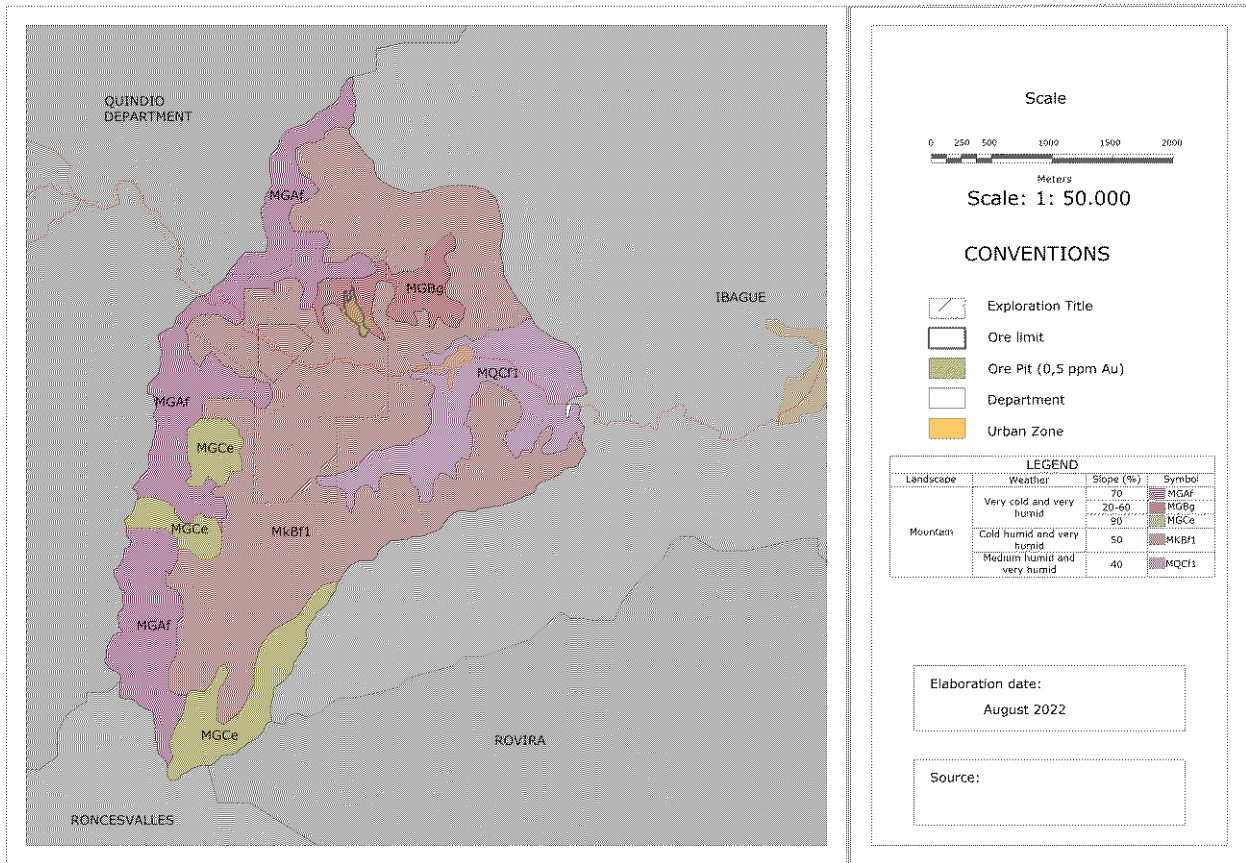 QUINDIO
DEPARTMENT
MGAf
MGBg
IBAGUE
MQCf1
MGAf
MGCe
MGCe
MkBf1
MGAf
MGCe
ROVIRA
RONCESVALLES
Scale
0 250 500 1000 1500 2000
Meters
Scale: 1: 50.000
CONVENTIONS
Exploration Title
Ore limit
Ore Pit (0,5 ppm Au)
Department
Urban Zone
LEGEND
Landscape Weather Slope (%) Symbol
Mountain
Very cold and very
humid
70 MGAf
20-60 MGBg
90 MGCe
Cold humid and very
humid
50 MKBf1
Medium humid and
very humid
40 MQCf1
Elaboration date:
August 2022
Source: